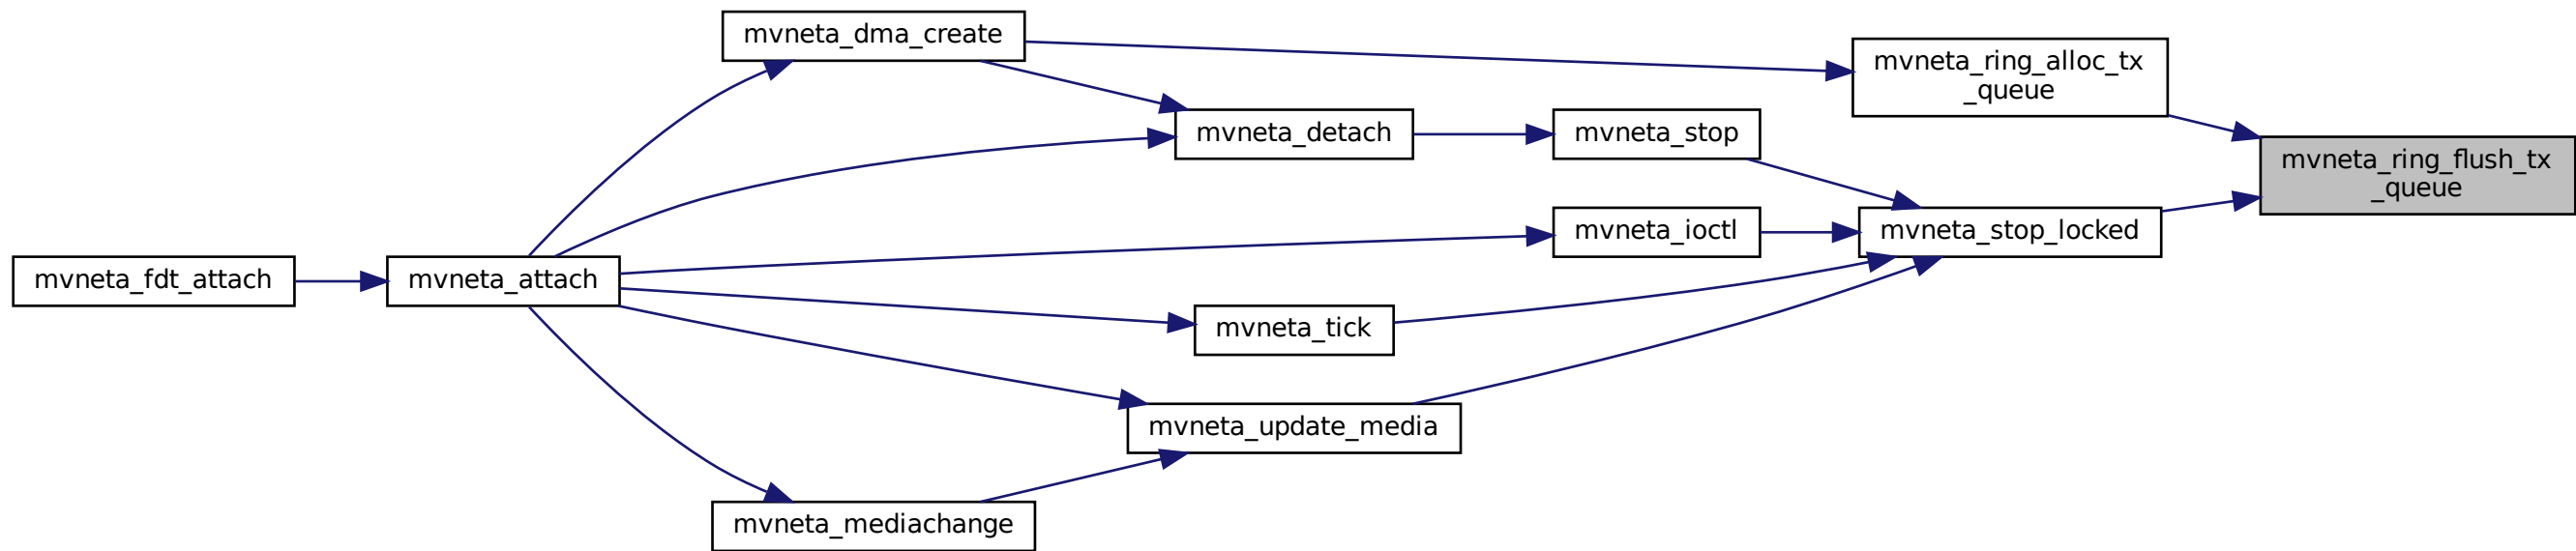 mvneta_dma_create
mvneta_ring_alloc_tx
_queue
mvneta_detach
mvneta_stop
mvneta_ring_flush_tx
_queue
mvneta_ioctl
mvneta_stop_locked
mvneta_fdt_attach
mvneta_attach
mvneta_tick
mvneta_update_media
mvneta_mediachange